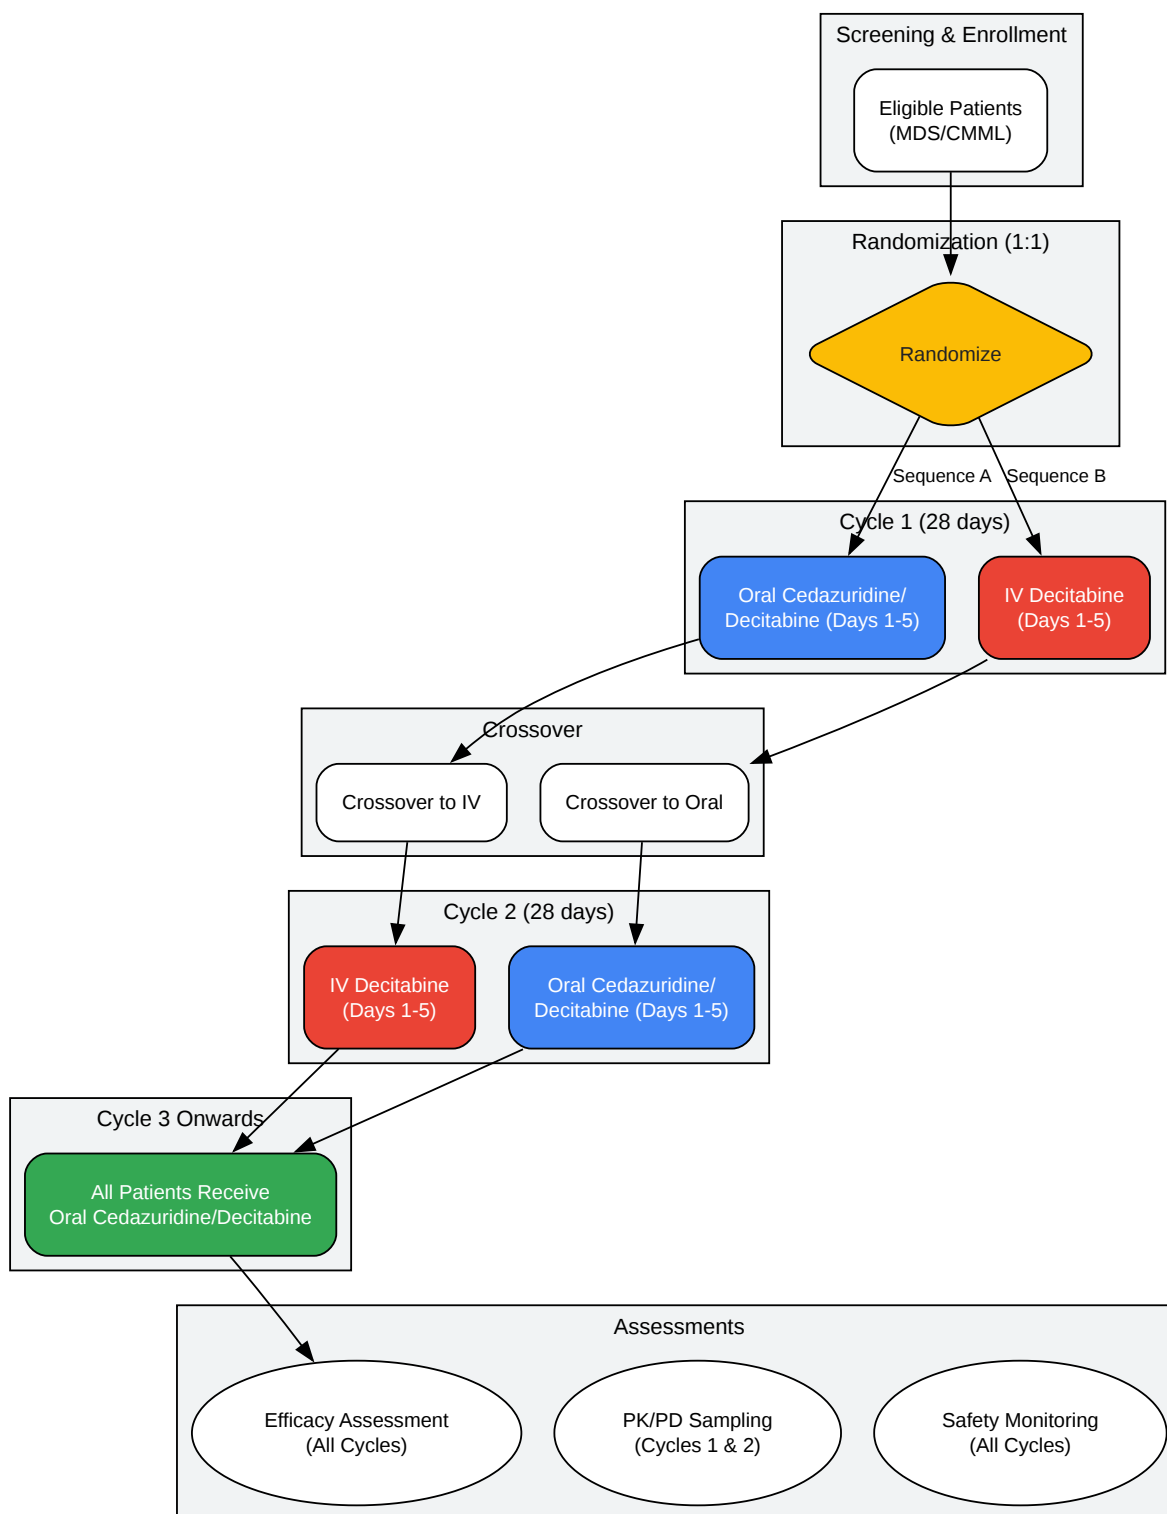 Screening & Enrollment
Eligible Patients
(MDS/CMML)
Randomization (1:1)
Randomize
Sequence A
Sequence B
Cycle 1 (28 days)
Oral Cedazuridine/
Decitabine (Days 1-5)
IV Decitabine
(Days 1-5)
Crossover
Crossover to IV
Crossover to Oral
Cycle 2 (28 days)
IV Decitabine
(Days 1-5)
Oral Cedazuridine/
Decitabine (Days 1-5)
Cycle 3 Onwards
All Patients Receive
Oral Cedazuridine/Decitabine
Assessments
Efficacy Assessment
(All Cycles)
PK/PD Sampling
(Cycles 1 & 2)
Safety Monitoring
(All Cycles)